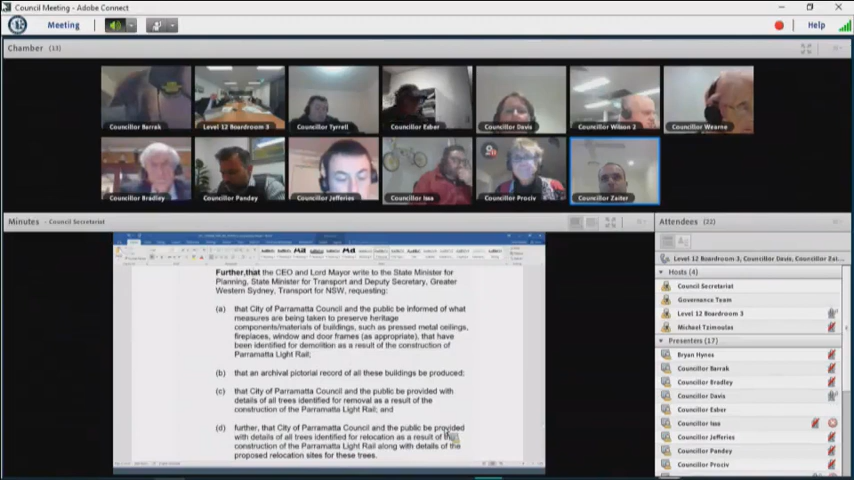 Council Meeting - Adobe Connect
Meeting
Help
Chamber (13)
Councillor Barrak
Level 12 Boardroom 3
Councillor Tyrrell
Councillor Esber
Councillor Davis
Councillor Wilson 2
Councillor Wearne
Councillor Bradley
Councillor Pandey
Councillor Jefferies
Councillor Issa
Councillor Prociv
Councillor Zaiter
Minutes - Council Secretariat
Further,that the CEO and Lord Mayor write to the State Minister for
Planning, State Minister for Transport and Deputy Secretary, Greater
Western Sydney, Transport for NSW, requesting:
(a) that City of Parramatta Council and the public be informed of what
measures are being taken to preserve heritage
components/materials of buildings, such as pressed metal ceilings,
fireplaces, window and door frames (as appropriate), that have
been identified for demolition as a result of the construction of
Parramatta Light Rail;
(b) that an archival pictorial record of all these buildings be produced;
(c) that City of Parramatta Council and the public be provided with
details of all trees identified for removal as a result of the
construction of the Parramatta Light Rail; and
(d) further, that City of Parramatta Council and the public be provided
with details of all trees identified for relocation as a result of the
construction of the Parramatta Light Rail along with details of the
proposed relocation sites for these trees.
Attendees (22)
Level 12 Boardroom 3, Councillor Davis, Councillor Zai...
Hosts (4)
Council Secretariat
Governance Team
Level 12 Boardroom 3
Michael Tzimoulas
Presenters (17)
Bryan Hynes
Councillor Barrak
Councillor Bradley
Councillor Davis
Councillor Esber
Councillor Issa
Councillor Jefferies
Councillor Pandey
Councillor Prociv